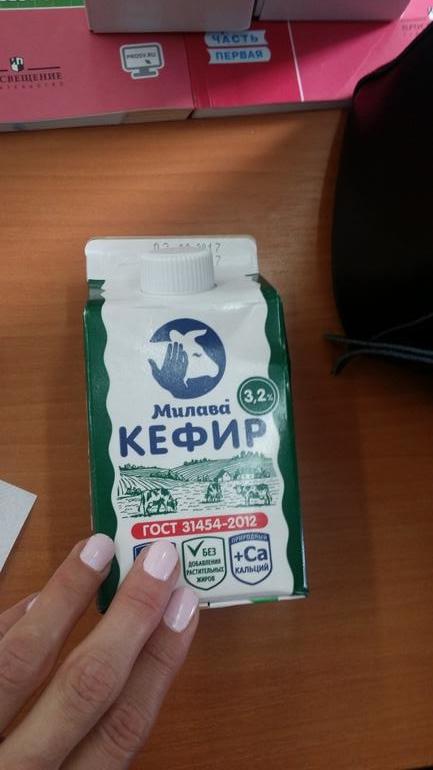 СВЕЩЕНИЕ
PROSV.RU
ЧАСТЬ
ПЕРВАЯ
3,2%
Милава
КЕФИР
ГОСТ 31454-2012
БЕЗ
ДОБАВЛЕНИЯ
РАСТИТЕЛЬНЫХ
ЖИРОВ
ПРИРОДНЫЙ
+Ca
КАЛЬЦИЙ